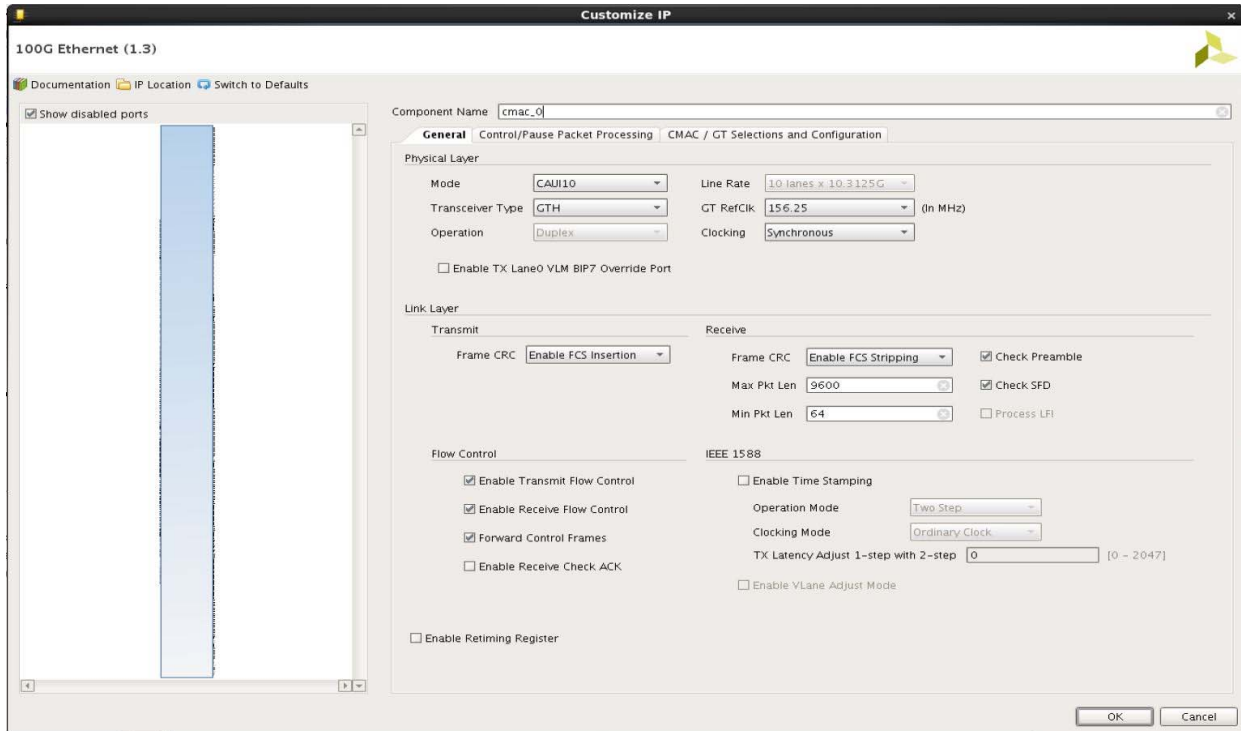 Customize IP
100G Ethernet (1.3)
Documentation IP Location Switch to Defaults
Show disabled ports
Component Name cmac_0
General Control/Pause Packet Processing CMAC / GT Selections and Configuration
Physical Layer
Mode CAUI10 Line Rate 10 lanes x 10.3125G
Transceiver Type GTH GT RefClk 156.25 (In MHz)
Operation Duplex Clocking Synchronous
Enable TX Lane0 VLM BIP7 Override Port
Link Layer
Transmit Receive
Frame CRC Enable FCS Insertion Frame CRC Enable FCS Stripping Check Preamble
Max Pkt Len 9600 Check SFD
Min Pkt Len 64 Process LFI
Flow Control IEEE 1588
Enable Transmit Flow Control Enable Time Stamping
Operation Mode Two Step
Enable Receive Flow Control
Clocking Mode Ordinary Clock
Forward Control Frames
TX Latency Adjust 1-step with 2-step 0 [0 - 2047]
Enable Receive Check ACK
Enable VLane Adjust Mode
Enable Retiming Register
OK Cancel